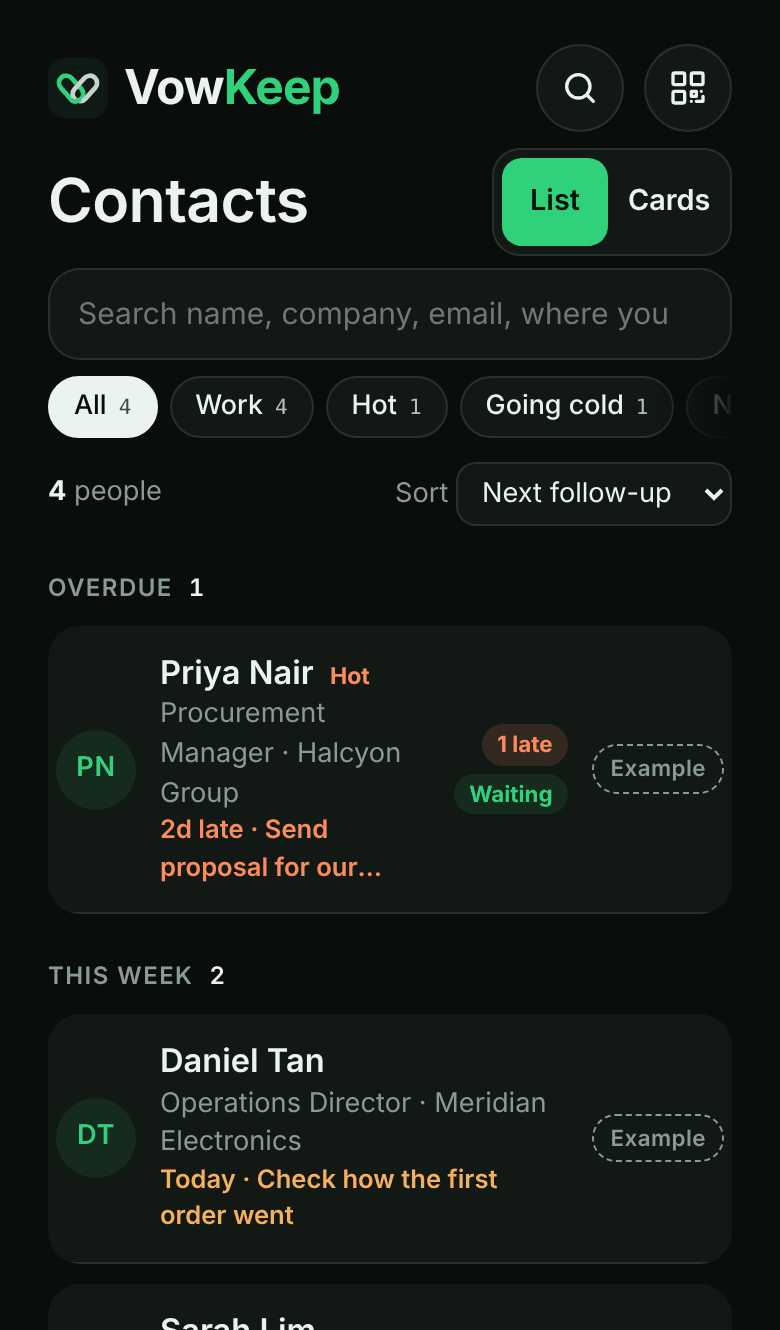 VowKeep
Contacts
List Cards
Search name, company, email, where you
All 4 Work 4 Hot 1 Going cold 1 N
4 people Sort Next follow-up
OVERDUE 1
PN
Priya Nair Hot
Procurement
Manager · Halcyon
Group
2d late · Send
proposal for our…
1 late
Waiting
Example
THIS WEEK 2
DT
Daniel Tan
Operations Director · Meridian
Electronics
Today · Check how the first
order went
Example
Sarah Lim